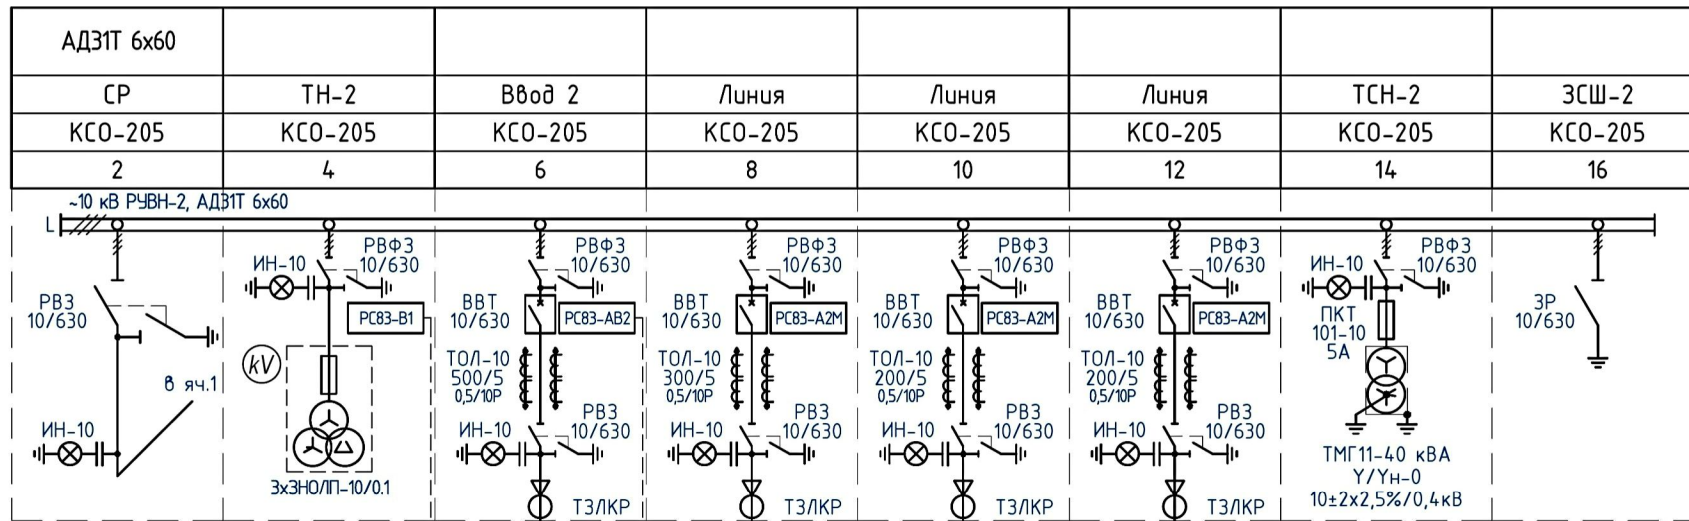 АД31Т 6х60
СР ТН-2 Ввод 2 Линия Линия Линия ТСН-2 ЗСШ-2
КСО-205 КСО-205 КСО-205 КСО-205 КСО-205 КСО-205 КСО-205 КСО-205
2 4 6 8 10 12 14 16
~10 кВ РУВН-2, АД31Т 6х60
L
РВЗ
10/630
в яч.1
ИН-10
ИН-10
РВФЗ
10/630
РС83-В1
kV
3х3НОЛП-10/0.1
РВФЗ
10/630
ВВТ
10/630
РС83-АВ2
ТОЛ-10
500/5
0,5/10Р
РВЗ
10/630
ИН-10
ТЗЛКР
РВФЗ
10/630
ВВТ
10/630
РС83-А2М
ТОЛ-10
300/5
0,5/10Р
РВЗ
10/630
ИН-10
ТЗЛКР
РВФЗ
10/630
ВВТ
10/630
РС83-А2М
ТОЛ-10
200/5
0,5/10Р
РВЗ
10/630
ИН-10
ТЗЛКР
РВФЗ
10/630
ВВТ
10/630
РС83-А2М
ТОЛ-10
200/5
0,5/10Р
РВЗ
10/630
ИН-10
ТЗЛКР
ИН-10
РВФЗ
10/630
ПКТ
101-10
5А
ТМГ11-40 кВА
Y/Yн-0
10±2х2,5%/0,4кВ
ЗР
10/630